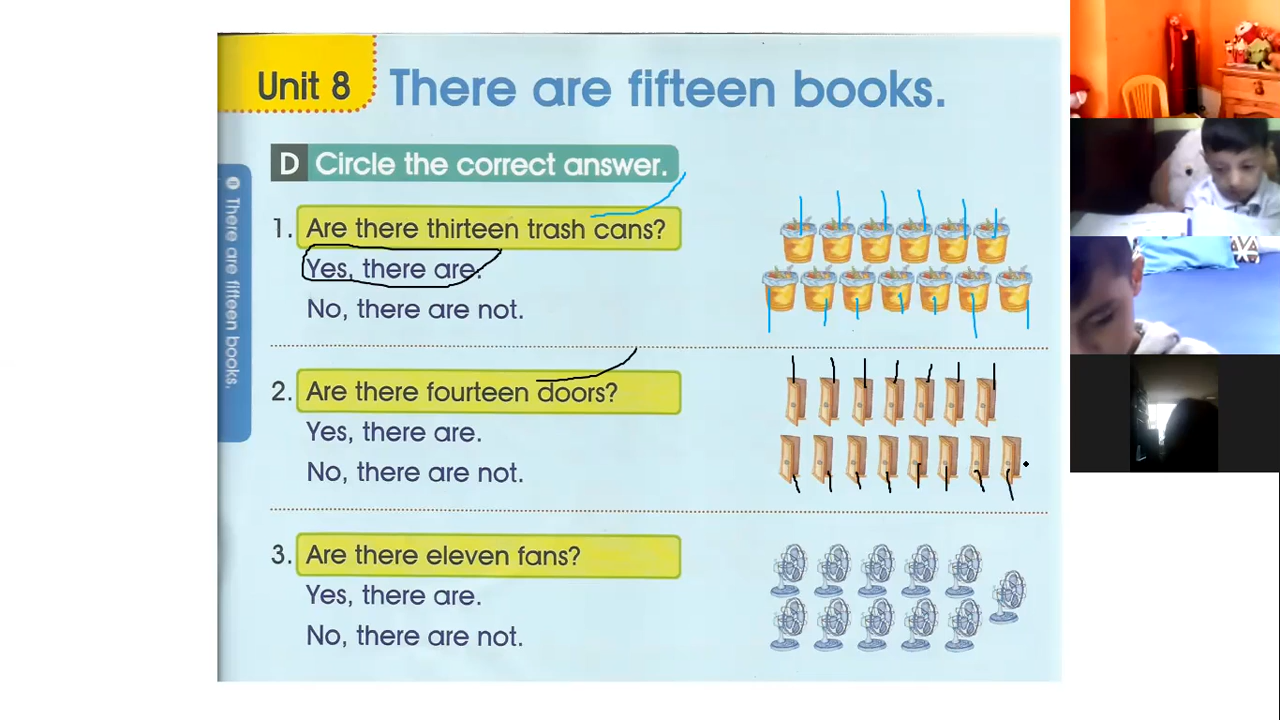 Unit 8
There are fifteen books.
D Circle the correct answer.
8 There are fifteen books.
1. Are there thirteen trash cans?
Yes, there are.
No, there are not.
2. Are there fourteen doors?
Yes, there are.
No, there are not.
3. Are there eleven fans?
Yes, there are.
No, there are not.